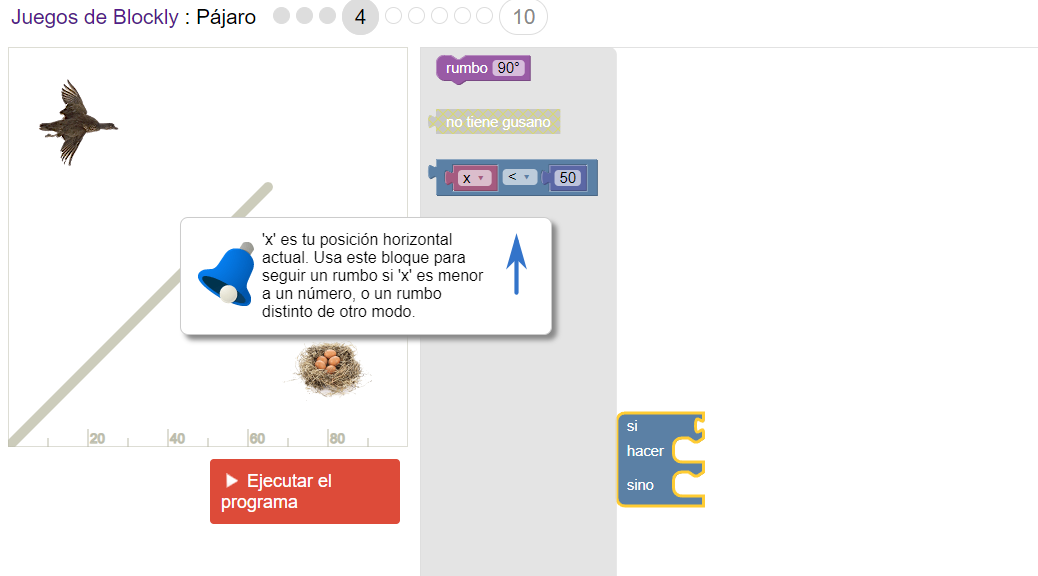 Juegos de Blockly : Pájaro 4 10
rumbo 90°
no tiene gusano
x < 50
'x' es tu posición horizontal
actual. Usa este bloque para
seguir un rumbo si 'x' es menor
a un número, o un rumbo
distinto de otro modo.
20 40 60 80
si
hacer
sino
Ejecutar el
programa